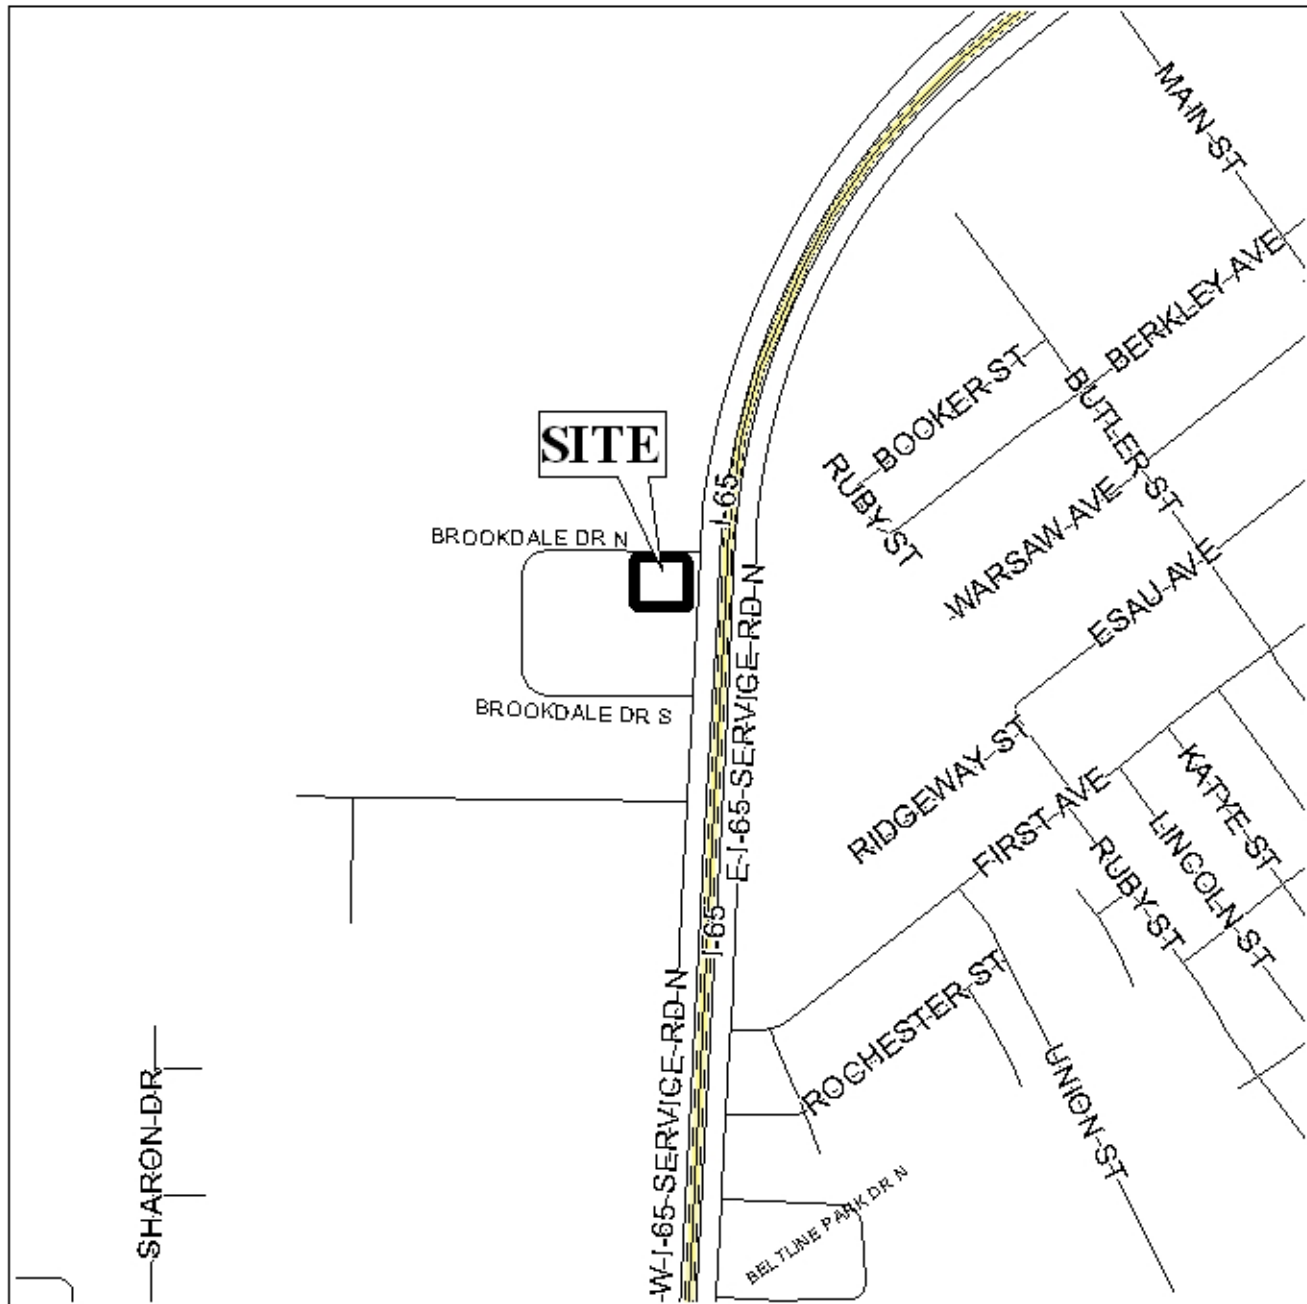 MAIN ST
BERKLEY AVE
BOOKER ST
BUTLER ST
SITE
RUBY ST
I-65
WARSAW AVE
BROOKDALE DR N
ESAU AVE
E-I-65-SERVICE RD N
BROOKDALE DR S
RIDGEWAY ST
KATYE ST
FIRST AVE
LINCOLN ST
RUBY ST
I-65
ROCHESTER ST
W-I-65-SERVICE RD N
UNION ST
SHARON DR
BELTLINE PARK DR N